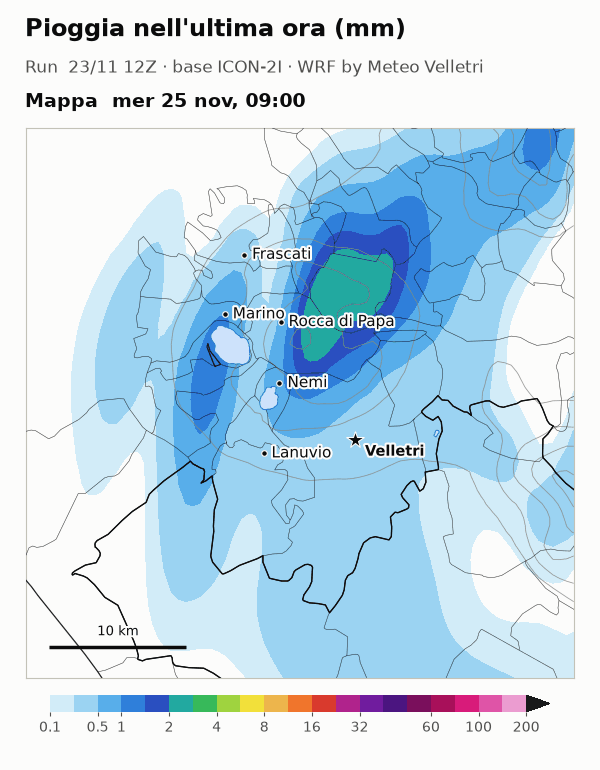 Pioggia nell'ultima ora (mm)
Run  23/11 12Z · base ICON-2I · WRF by Meteo Velletri
Mappa  mer 25 nov, 09:00
Frascati
Marino
Rocca di Papa
Nemi
Velletri
Lanuvio
10 km
0.1 0.5 1 2 4 8 16 32 60 100 200